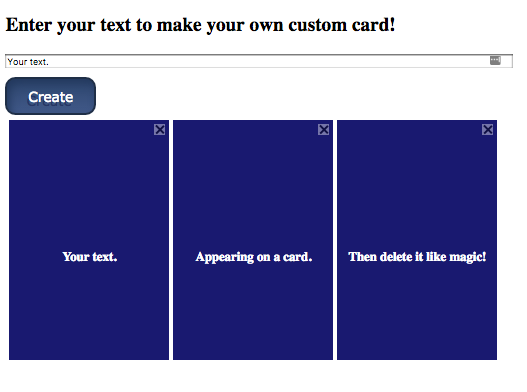 Enter your text to make your own custom card!
Your text.
Create
Your text.
Appearing on a card.
Then delete it like magic!